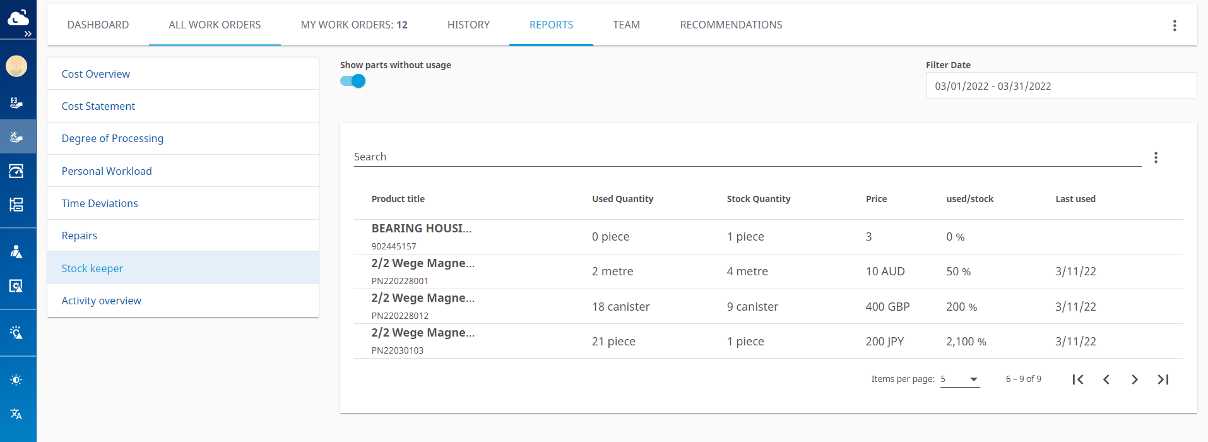 DASHBOARD
ALL WORK ORDERS
MY WORK ORDERS: 12
HISTORY
REPORTS
TEAM
RECOMMENDATIONS
Cost Overview
Cost Statement
Degree of Processing
Personal Workload
Time Deviations
Repairs
Stock keeper
Activity overview
Show parts without usage
Filter Date
03/01/2022 - 03/31/2022
Search
Product title Used Quantity Stock Quantity Price used/stock Last used
BEARING HOUSI...
902445157
0 piece 1 piece 3 0 %
2/2 Wege Magne...
PN220228001
2 metre 4 metre 10 AUD 50 % 3/11/22
2/2 Wege Magne...
PN220228012
18 canister 9 canister 400 GBP 200 % 3/11/22
2/2 Wege Magne...
PN22030103
21 piece 1 piece 200 JPY 2,100 % 3/11/22
Items per page: 5 6 – 9 of 9